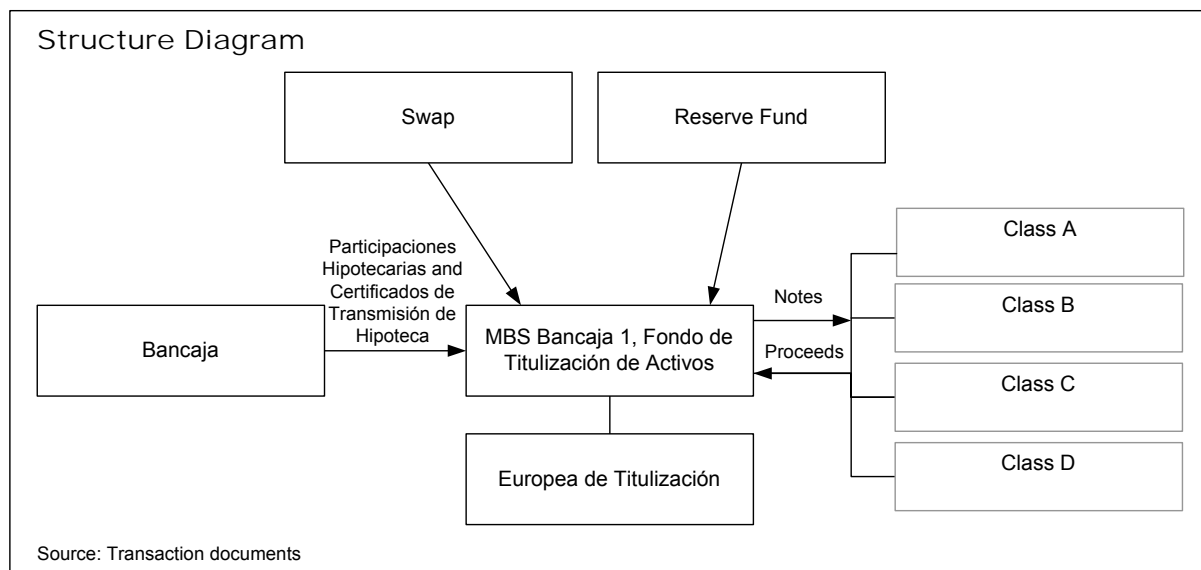 Structure Diagram
Swap
Reserve Fund
Participaciones
Hipotecarias and
Certificados de
Transmisión de
Hipoteca
Bancaja
MBS Bancaja 1, Fondo de
Titulización de Activos
Notes
Proceeds
Class A
Class B
Class C
Class D
Europea de Titulización
Source: Transaction documents